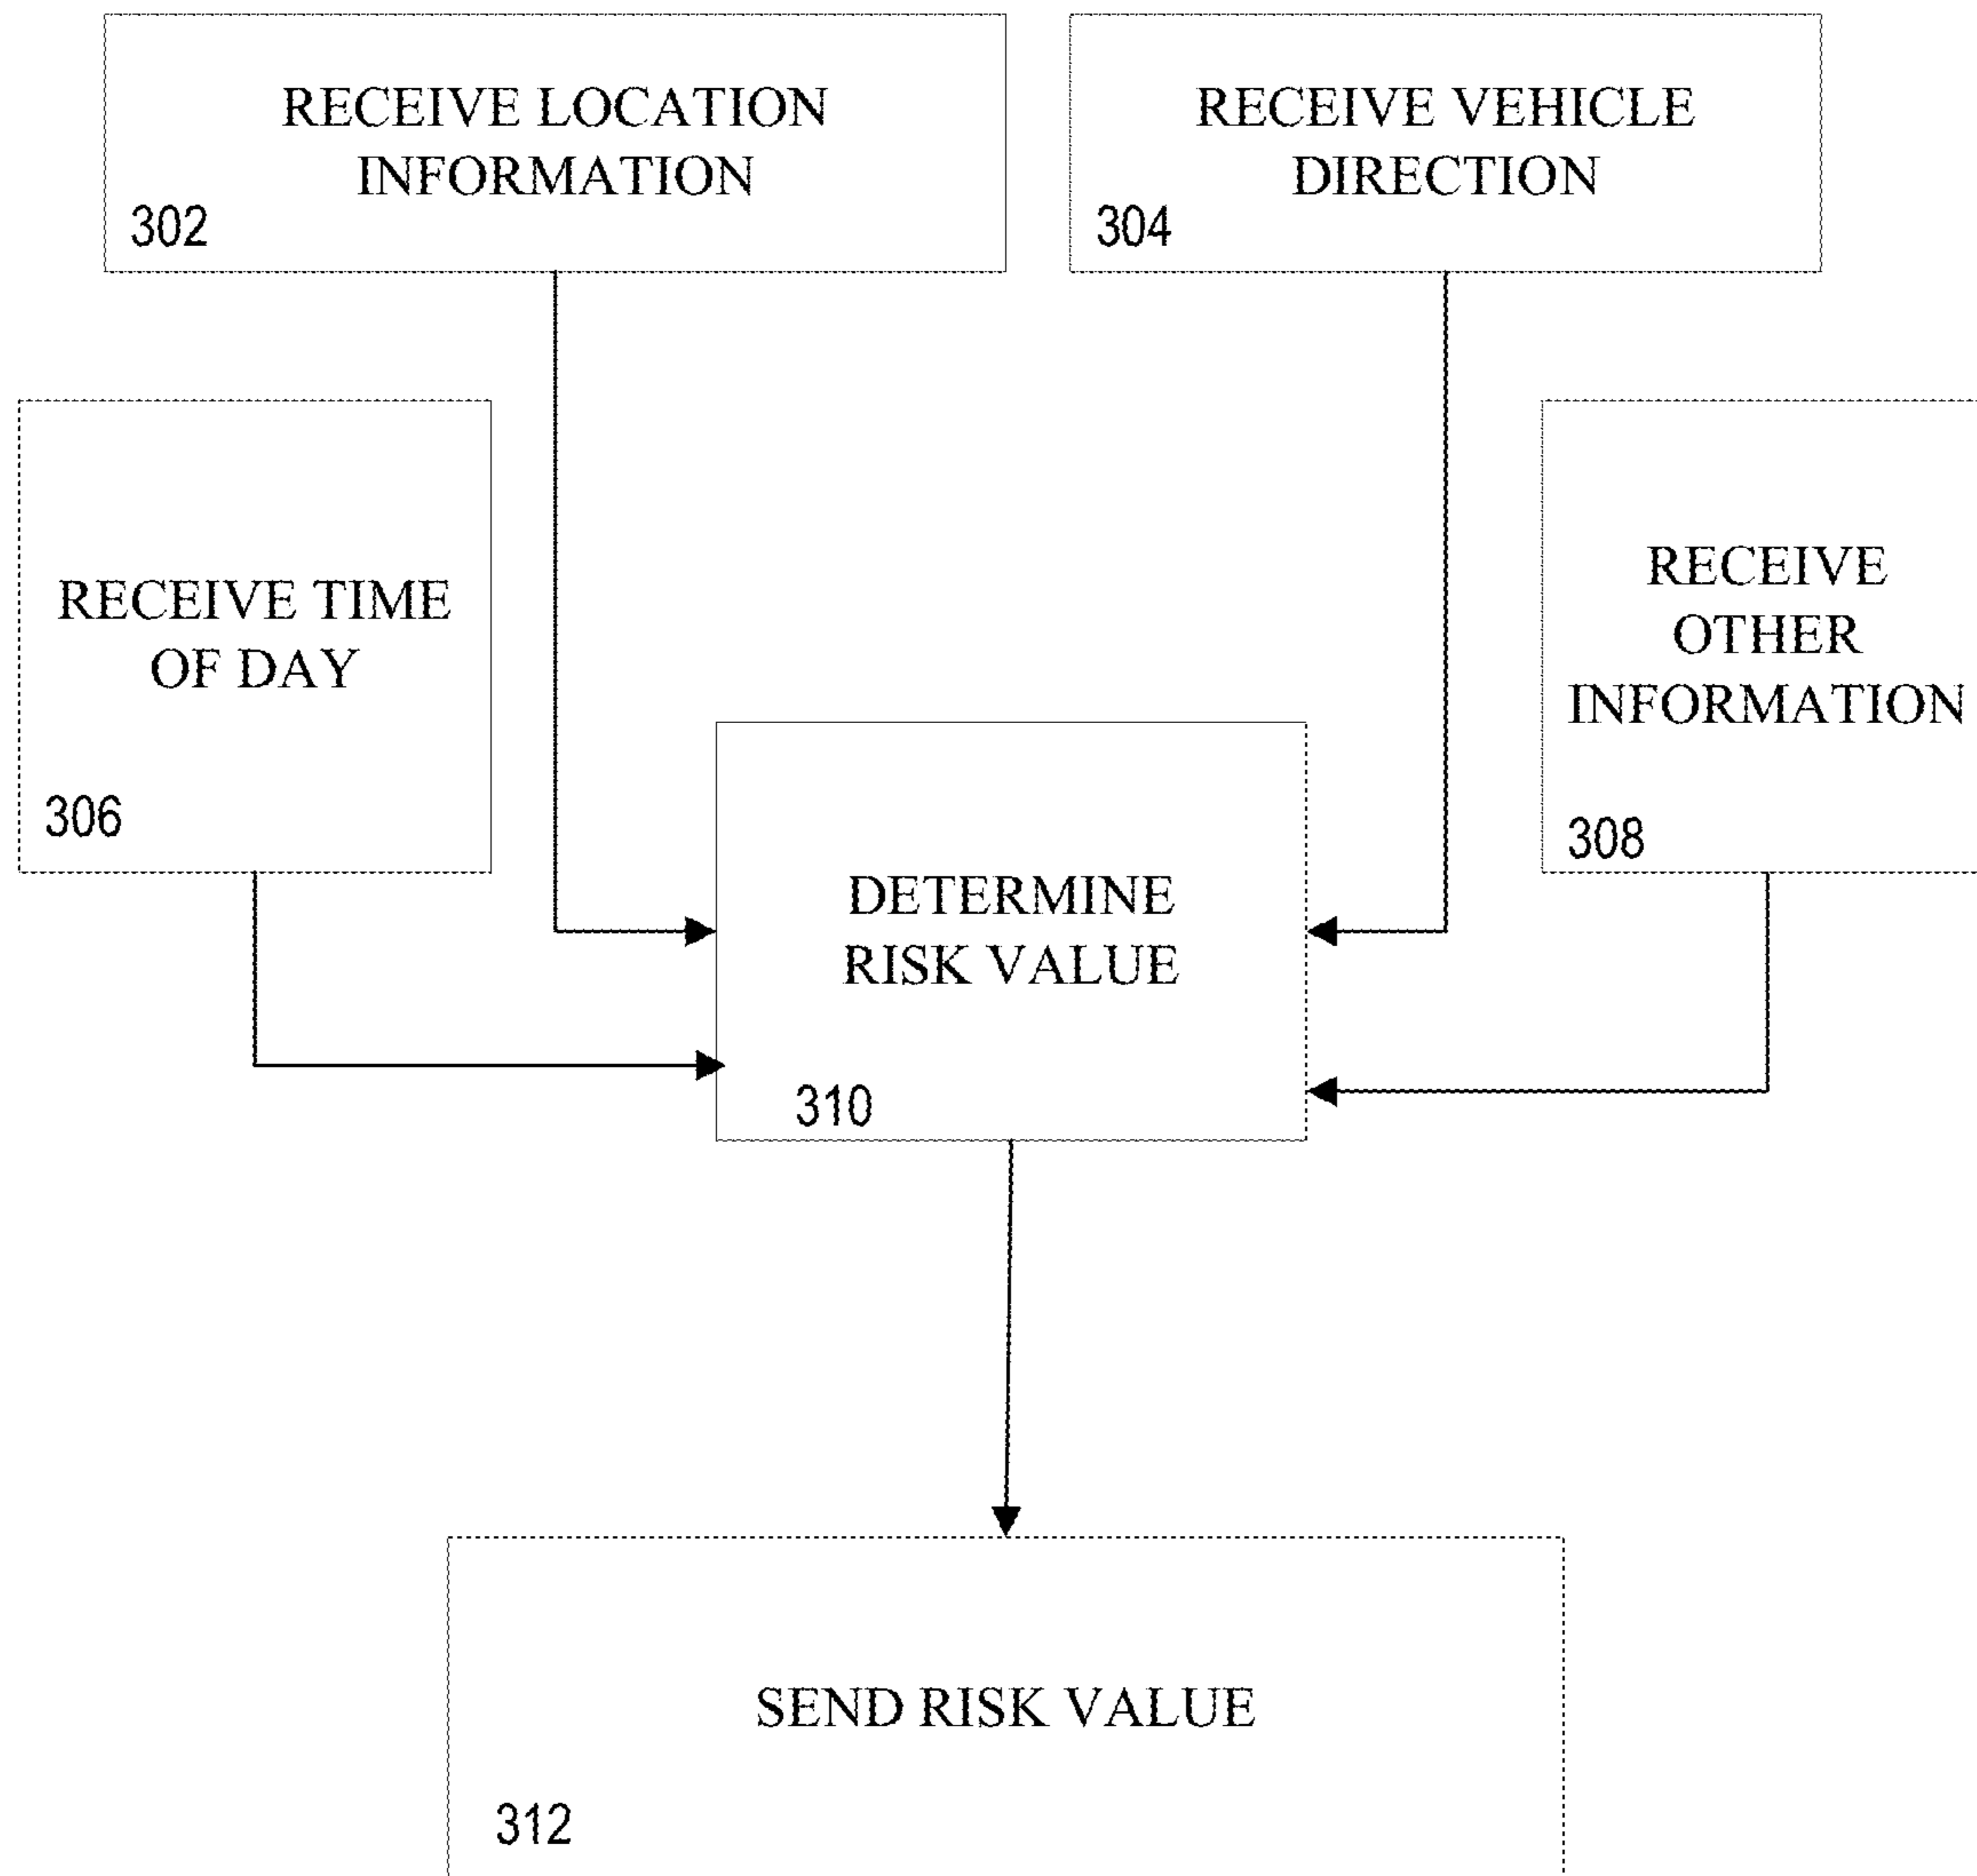 RECEIVE LOCATION
INFORMATION
302
RECEIVE VEHICLE
DIRECTION
304
RECEIVE TIME
OF DAY
306
RECEIVE
OTHER
INFORMATION
308
DETERMINE
RISK VALUE
310
SEND RISK VALUE
312